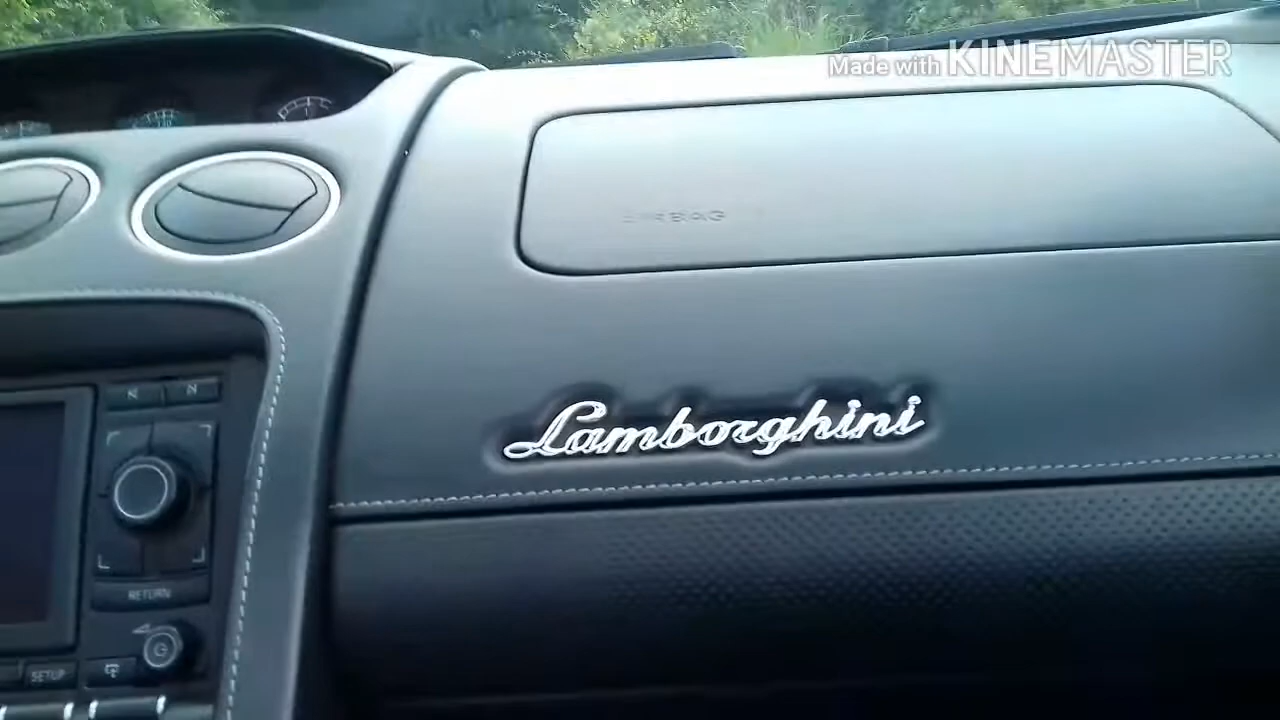 Made with KINEMASTER
AIRBAG
Lamborghini
N N
RETURN
G
SETUP